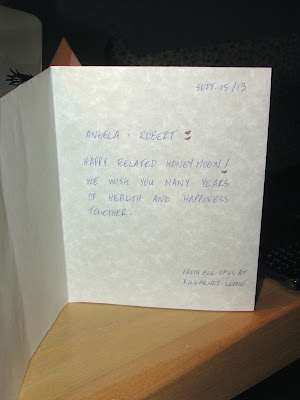 SEPT. 15/13
ANGELA & ROBERT
HAPPY BELATED HONEYMOON!
WE WISH YOU MANY YEARS
OF HEALTH AND HAPPINESS
TOGETHER.
FROM ALL OF US AT
KILLARNEY LODGE